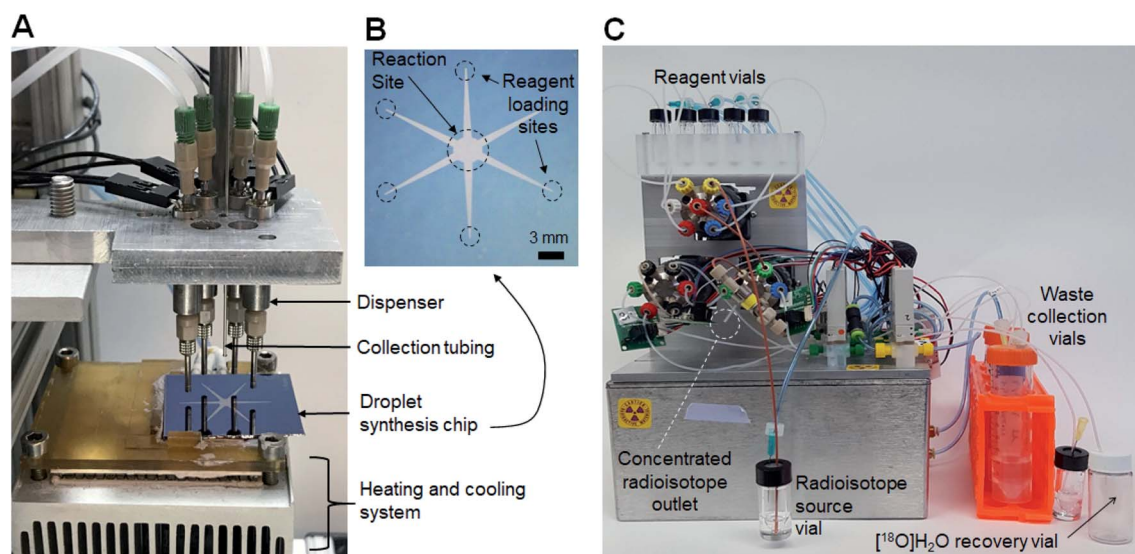 A
Dispenser
Collection tubing
Droplet
synthesis chip
Heating and cooling
system
B
Reaction
Site
Reagent
loading
sites
3 mm
C
Reagent vials
Waste
collection
vials
Concentrated
radioisotope
outlet
Radioisotope
source
vial
[¹⁸O]H₂O recovery vial